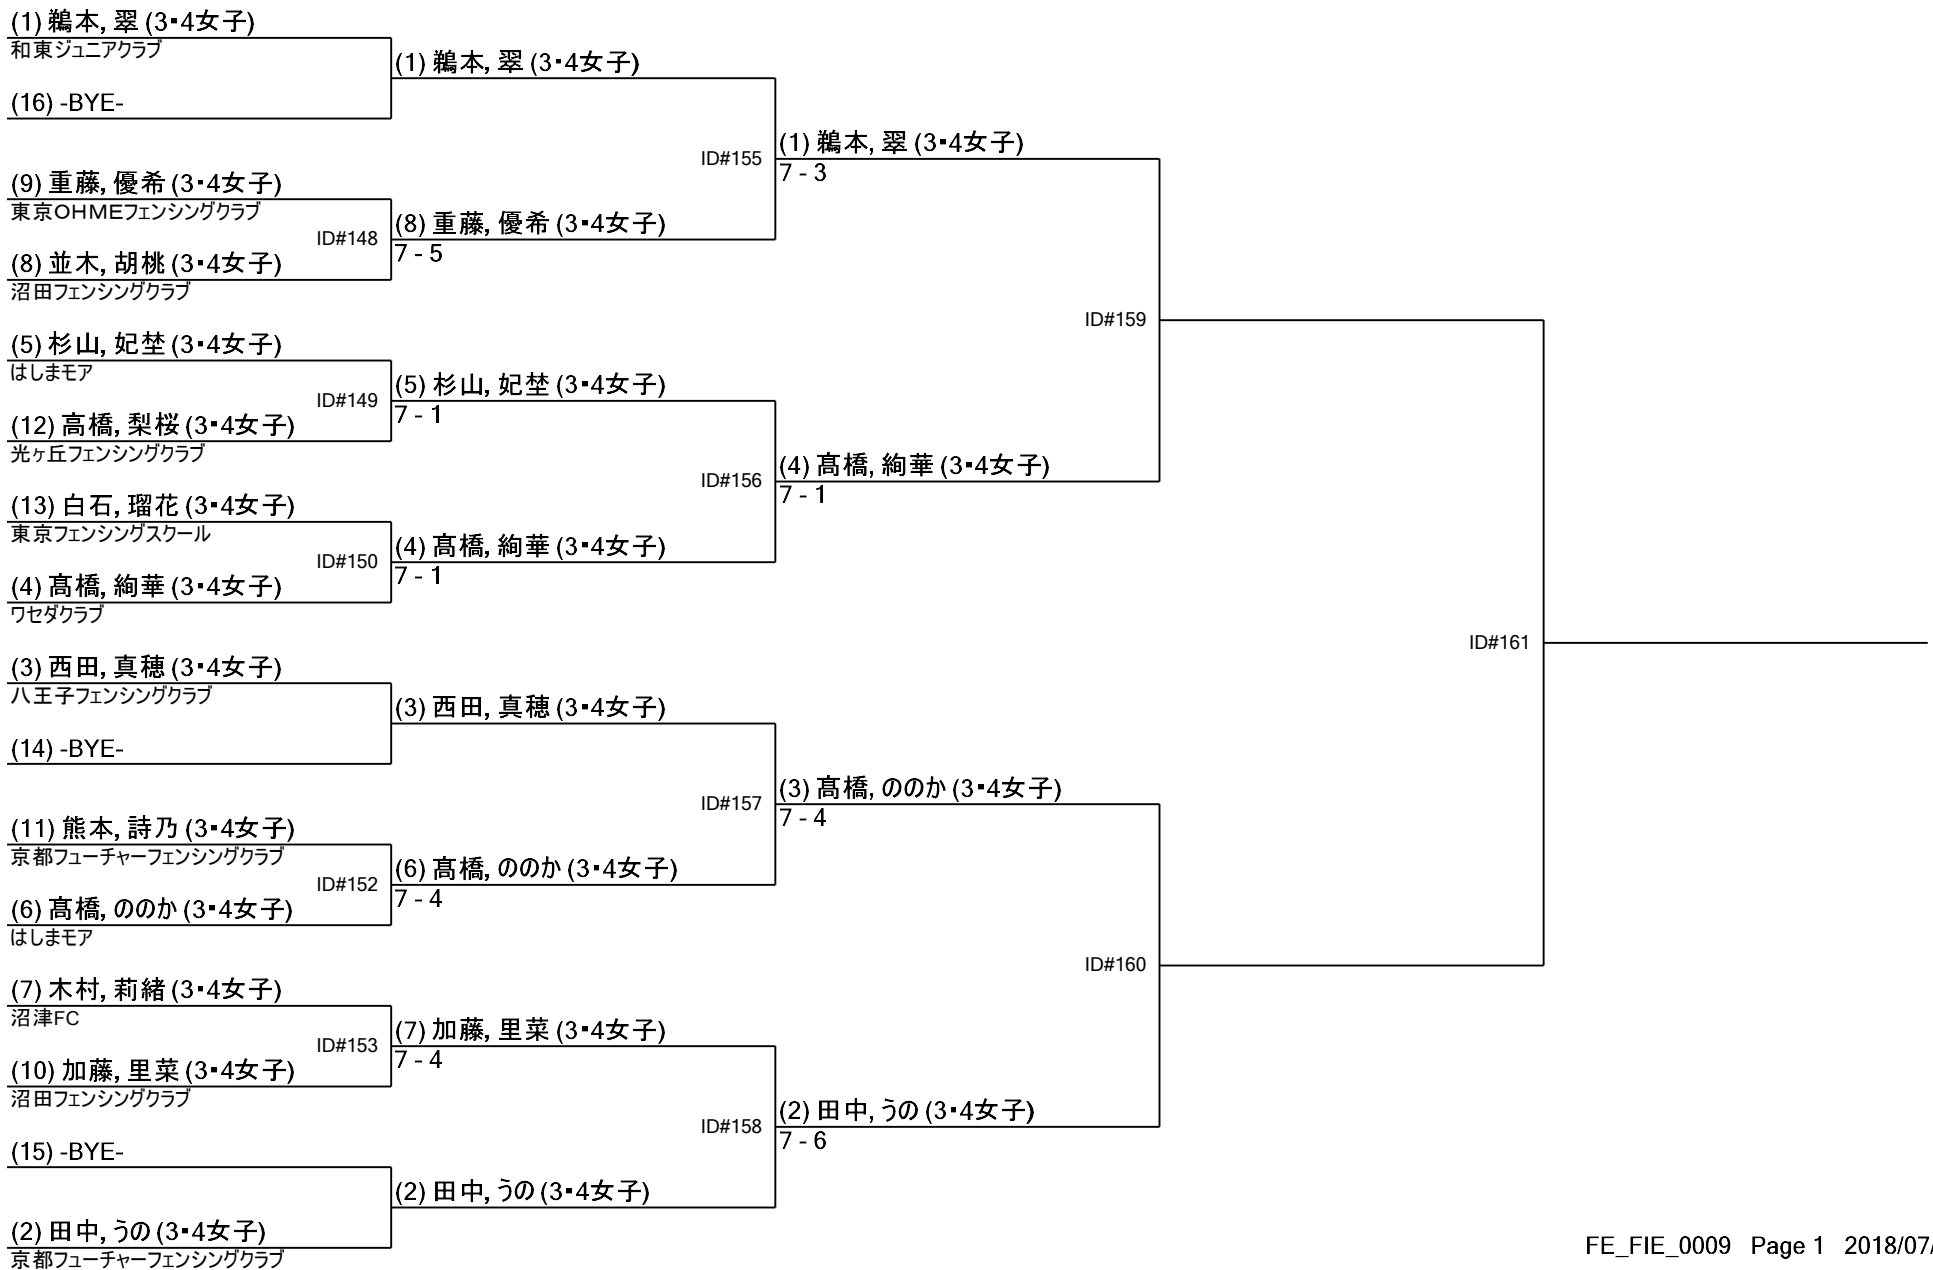 (1) 鵜本, 翠 (3・4女子)
和東ジュニアクラブ
(16) -BYE-
(9) 重藤, 優希 (3・4女子)
東京OHMEフェンシングクラブ
(8) 並木, 胡桃 (3・4女子)
沼田フェンシングクラブ
(5) 杉山, 妃埜 (3・4女子)
はしまモア
(12) 高橋, 梨桜 (3・4女子)
光ヶ丘フェンシングクラブ
(13) 白石, 瑠花 (3・4女子)
東京フェンシングスクール
(4) 髙橋, 絢華 (3・4女子)
ワセダクラブ
(3) 西田, 真穂 (3・4女子)
八王子フェンシングクラブ
(14) -BYE-
(11) 熊本, 詩乃 (3・4女子)
京都フューチャーフェンシングクラブ
(6) 髙橋, ののか (3・4女子)
はしまモア
(7) 木村, 莉緒 (3・4女子)
沼津FC
(10) 加藤, 里菜 (3・4女子)
沼田フェンシングクラブ
(15) -BYE-
(2) 田中, うの (3・4女子)
京都フューチャーフェンシングクラブ
(1) 鵜本, 翠 (3・4女子)
ID#148
(8) 重藤, 優希 (3・4女子)
7 - 5
ID#149
(5) 杉山, 妃埜 (3・4女子)
7 - 1
ID#150
(4) 髙橋, 絢華 (3・4女子)
7 - 1
(3) 西田, 真穂 (3・4女子)
ID#152
(6) 髙橋, ののか (3・4女子)
7 - 4
ID#153
(7) 加藤, 里菜 (3・4女子)
7 - 4
(2) 田中, うの (3・4女子)
ID#155
(1) 鵜本, 翠 (3・4女子)
7 - 3
ID#156
(4) 髙橋, 絢華 (3・4女子)
7 - 1
ID#157
(3) 髙橋, ののか (3・4女子)
7 - 4
ID#158
(2) 田中, うの (3・4女子)
7 - 6
ID#159
ID#160
ID#161
FE_FIE_0009 Page 1 2018/07/